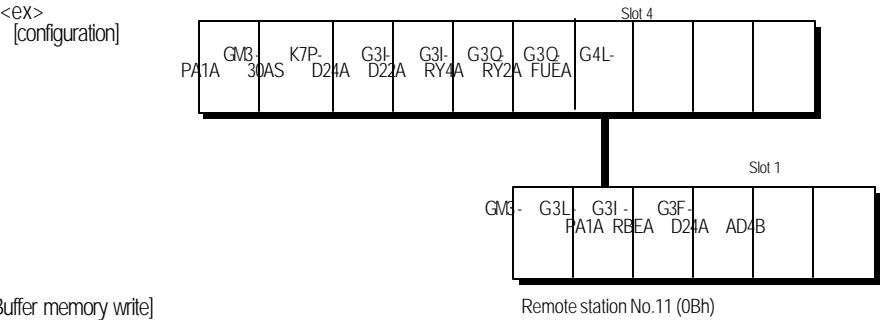 <ex>
[configuration]
Slot 4
GM3- K7P- G3I- G3I- G3Q- G3Q- G4L-
PA1A 30AS D24A D22A RY4A RY2A FUEA
Slot 1
GM3- G3L- G3I - G3F-
PA1A RBEA D24A AD4B
Buffer memory write]
Remote station No.11 (0Bh)